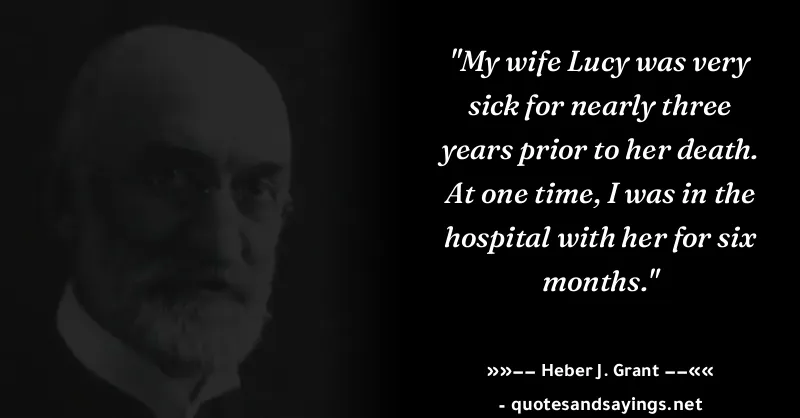 "My wife Lucy was very
sick for nearly three
years prior to her death.
At one time, I was in the
hospital with her for six
months."
»»−− Heber J. Grant −−««
- quotesandsayings.net